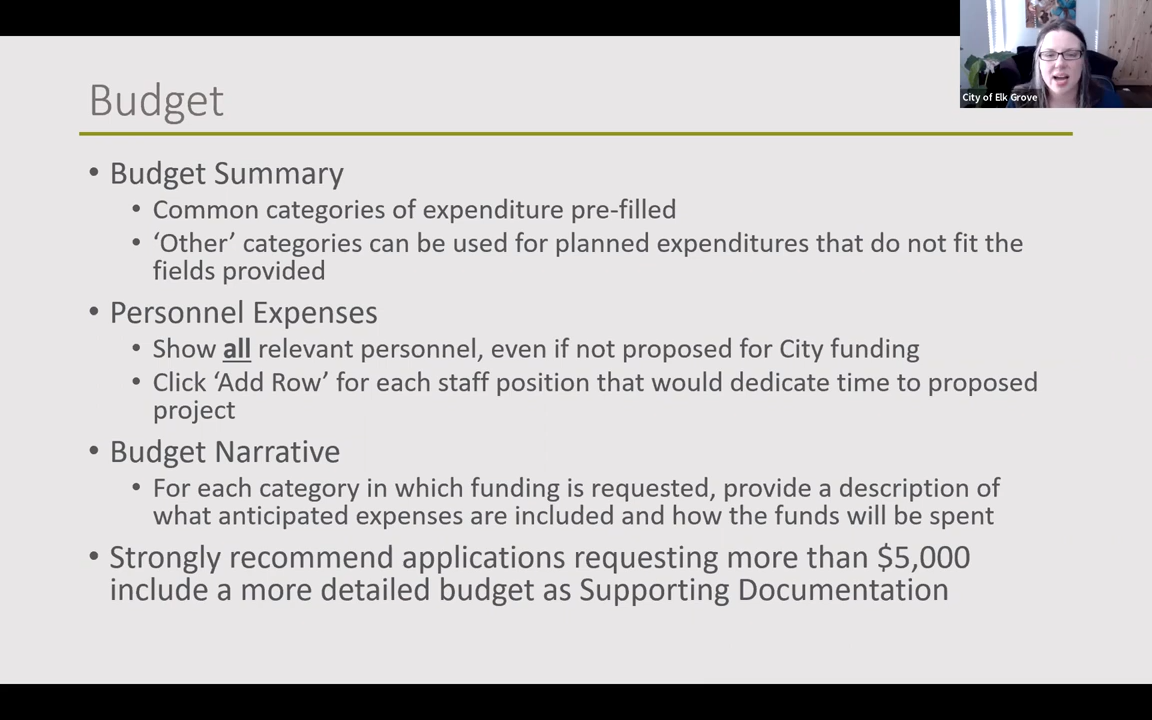 City of Elk Grove
Budget
• Budget Summary
• Common categories of expenditure pre-filled
• ‘Other’ categories can be used for planned expenditures that do not fit the
fields provided
• Personnel Expenses
• Show all relevant personnel, even if not proposed for City funding
• Click ‘Add Row’ for each staff position that would dedicate time to proposed
project
• Budget Narrative
• For each category in which funding is requested, provide a description of
what anticipated expenses are included and how the funds will be spent
• Strongly recommend applications requesting more than $5,000
include a more detailed budget as Supporting Documentation